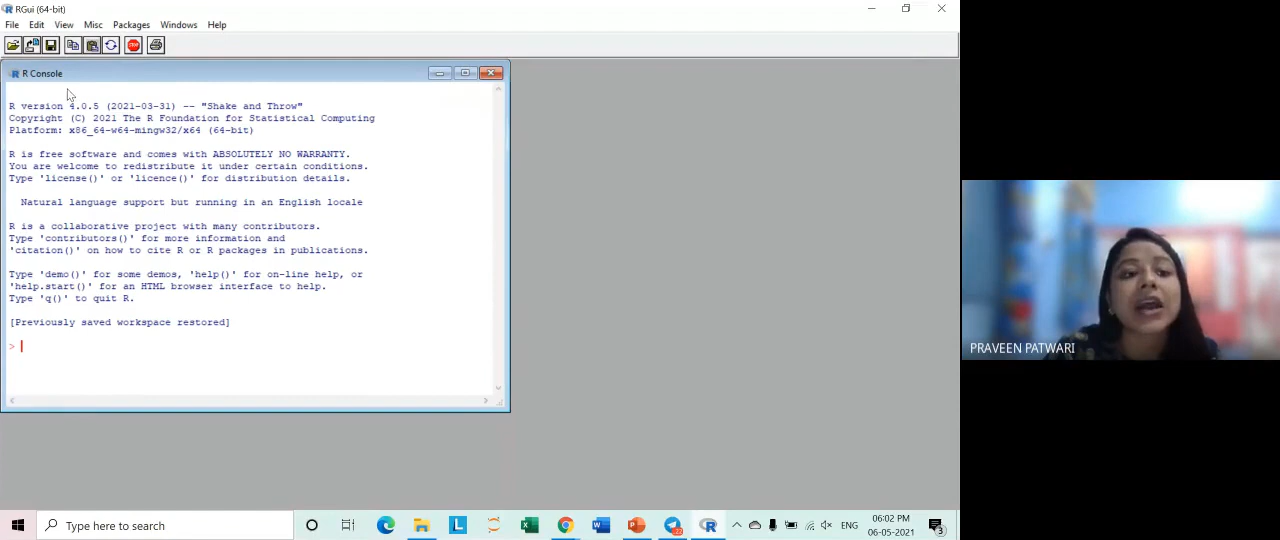 RGui (64-bit)
File Edit View Misc Packages Windows Help
STOP
R Console
R version 4.0.5 (2021-03-31) -- "Shake and Throw"
Copyright (C) 2021 The R Foundation for Statistical Computing
Platform: x86_64-w64-mingw32/x64 (64-bit)
R is free software and comes with ABSOLUTELY NO WARRANTY.
You are welcome to redistribute it under certain conditions.
Type 'license()' or 'licence()' for distribution details.
Natural language support but running in an English locale
R is a collaborative project with many contributors.
Type 'contributors()' for more information and
'citation()' on how to cite R or R packages in publications.
Type 'demo()' for some demos, 'help()' for on-line help, or
'help.start()' for an HTML browser interface to help.
Type 'q()' to quit R.
[Previously saved workspace restored]
>
PRAVEEN PATWARI
Type here to search
ENG
06:02 PM
06-05-2021
3